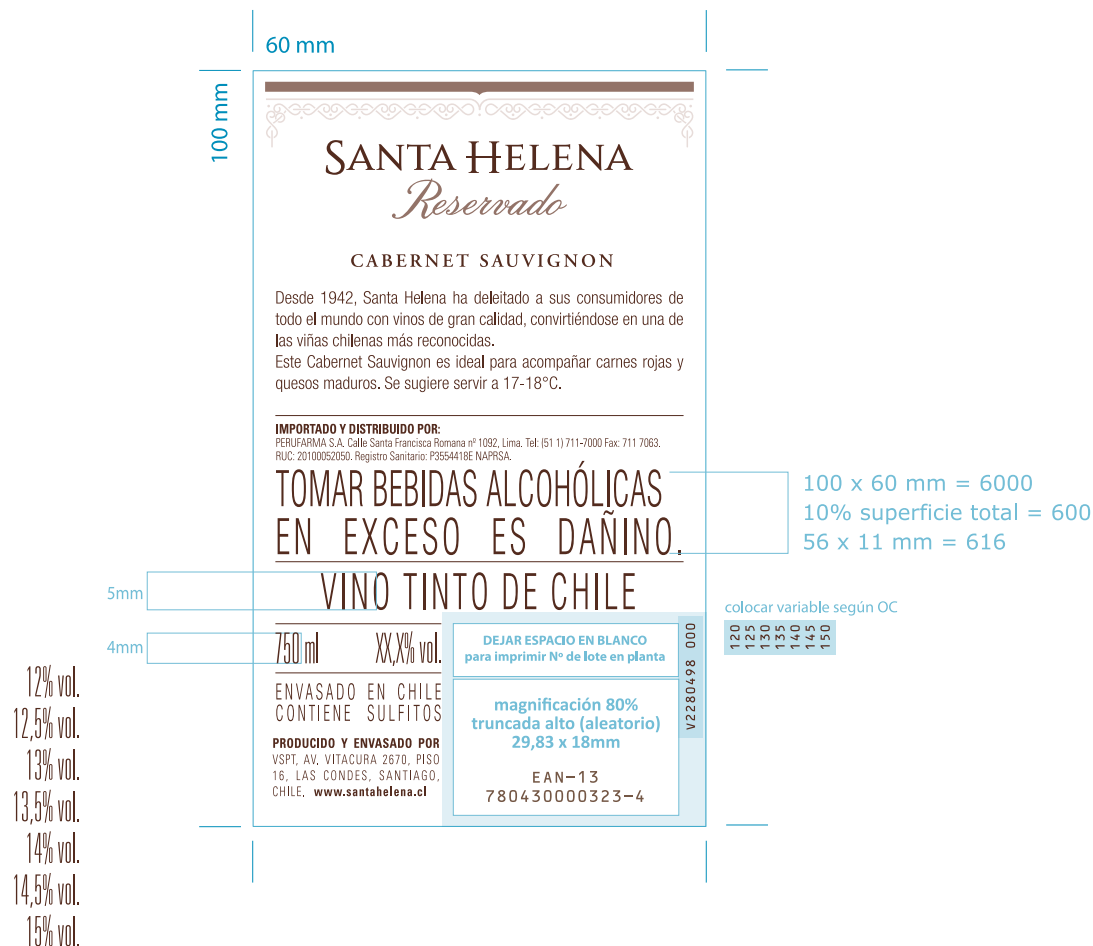 60 mm
100 mm
SANTA HELENA
Reservado
CABERNET SAUVIGNON
Desde 1942, Santa Helena ha deleitado a sus consumidores de
todo el mundo con vinos de gran calidad, convirtiéndose en una de
las viñas chilenas más reconocidas.
Este Cabernet Sauvignon es ideal para acompañar carnes rojas y
quesos maduros. Se sugiere servir a 17-18°C.
IMPORTADO Y DISTRIBUIDO POR:
PERUFARMA S.A. Calle Santa Francisca Romana nº 1092, Lima. Tel: (51 1) 711-7000 Fax: 711 7063.
RUC: 20100052050. Registro Sanitario: P3554418E NAPRSA.
TOMAR BEBIDAS ALCOHÓLICAS
EN EXCESO ES DAÑINO.
100 x 60 mm = 6000
10% superficie total = 600
56 x 11 mm = 616
5mm
VINO TINTO DE CHILE
colocar variable según OC
120
125
130
135
140
145
150
4mm
750 ml XX,X% vol.
DEJAR ESPACIO EN BLANCO
para imprimir Nº de lote en planta
V2280498 000
ENVASADO EN CHILE
CONTIENE SULFITOS
magnificación 80%
truncada alto (aleatorio)
29,83 x 18mm
PRODUCIDO Y ENVASADO POR
VSPT, AV. VITACURA 2670, PISO
16, LAS CONDES, SANTIAGO,
CHILE. www.santahelena.cl
EAN-13
780430000323-4
12% vol.
12,5% vol.
13% vol.
13,5% vol.
14% vol.
14,5% vol.
15% vol.